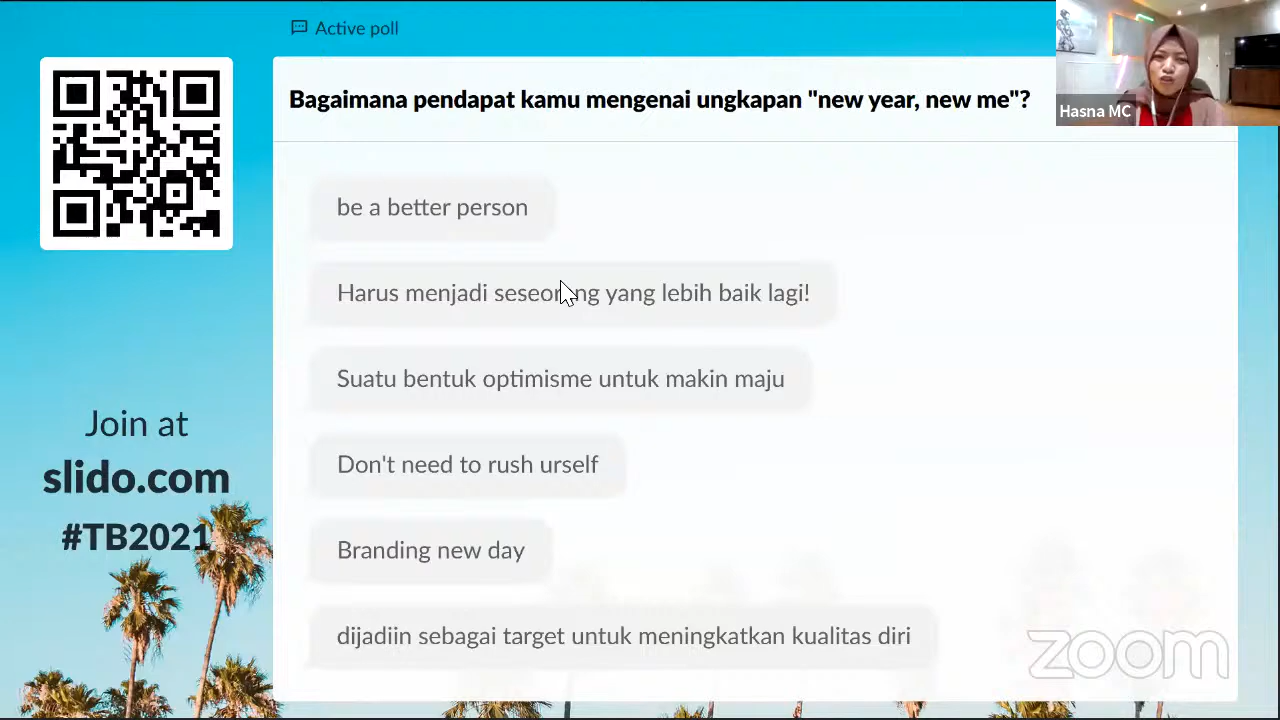 Active poll
Bagaimana pendapat kamu mengenai ungkapan "new year, new me"?
Hasna MC
be a better person
Harus menjadi seseorang yang lebih baik lagi!
Suatu bentuk optimisme untuk makin maju
Don't need to rush urself
Branding new day
dijadiin sebagai target untuk meningkatkan kualitas diri
Join at
slido.com
#TB2021
zoom